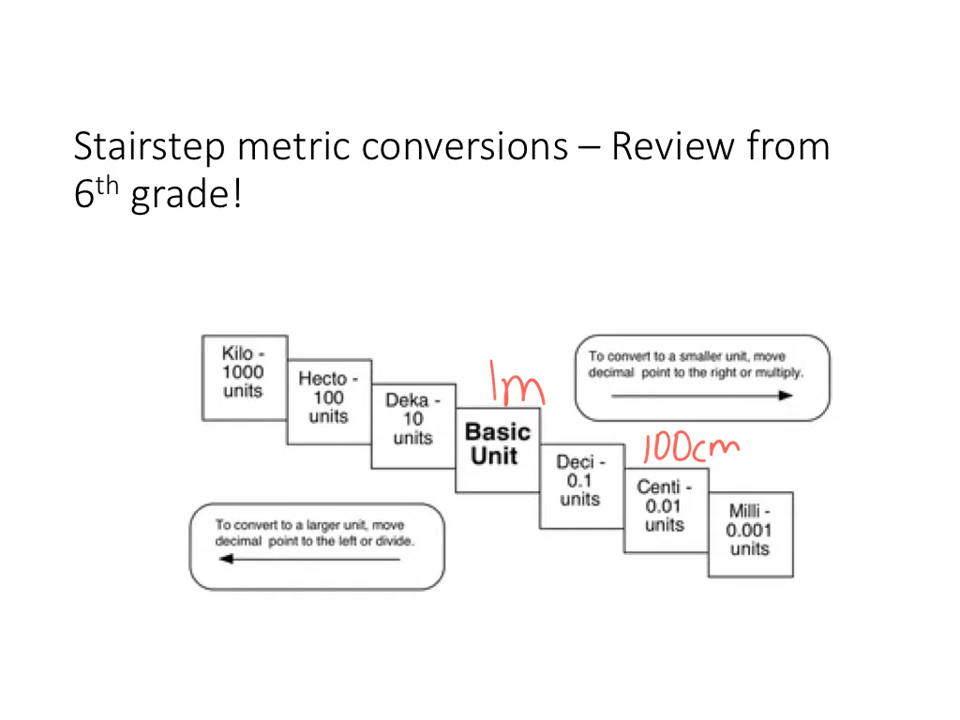 Stairstep metric conversions – Review from
6th grade!
Kilo -
1000
units
Hecto -
100
units
Deka -
10
units
1m
Basic
Unit
To convert to a smaller unit, move
decimal point to the right or multiply.
Deci -
0.1
units
100cm
Centi -
0.01
units
Milli -
0.001
units
To convert to a larger unit, move
decimal point to the left or divide.